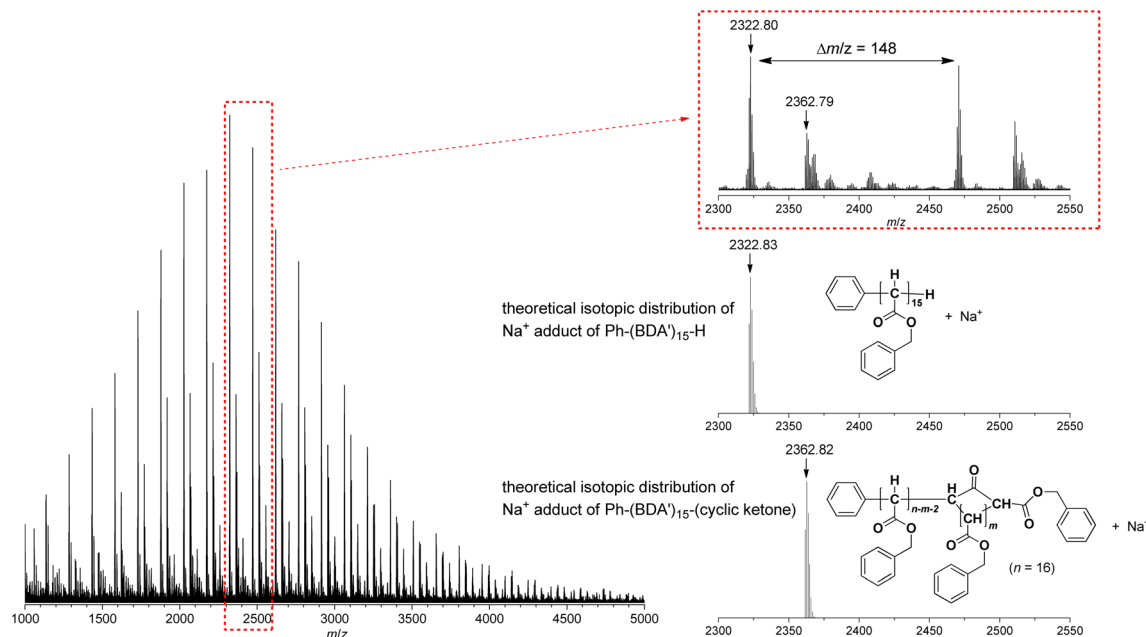 2322.80
Δm/z = 148
2362.79
2300 2350 2400 2450 2500 2550
m/z
2322.83
theoretical isotopic distribution of
Na+ adduct of Ph-(BDA')15-H
H
C
H
15
O
O
+ Na+
2300 2350 2400 2450 2500 2550
2362.82
theoretical isotopic distribution of
Na+ adduct of Ph-(BDA')15-(cyclic ketone)
O
H
H
H
O
C
C
C
C
O
n-m-2
CH
m
O
O
O
O
+ Na
(n = 16)
2300 2350 2400 2450 2500 2550
1000 1500 2000 2500 3000 3500 4000 4500 5000
m/z
m/z